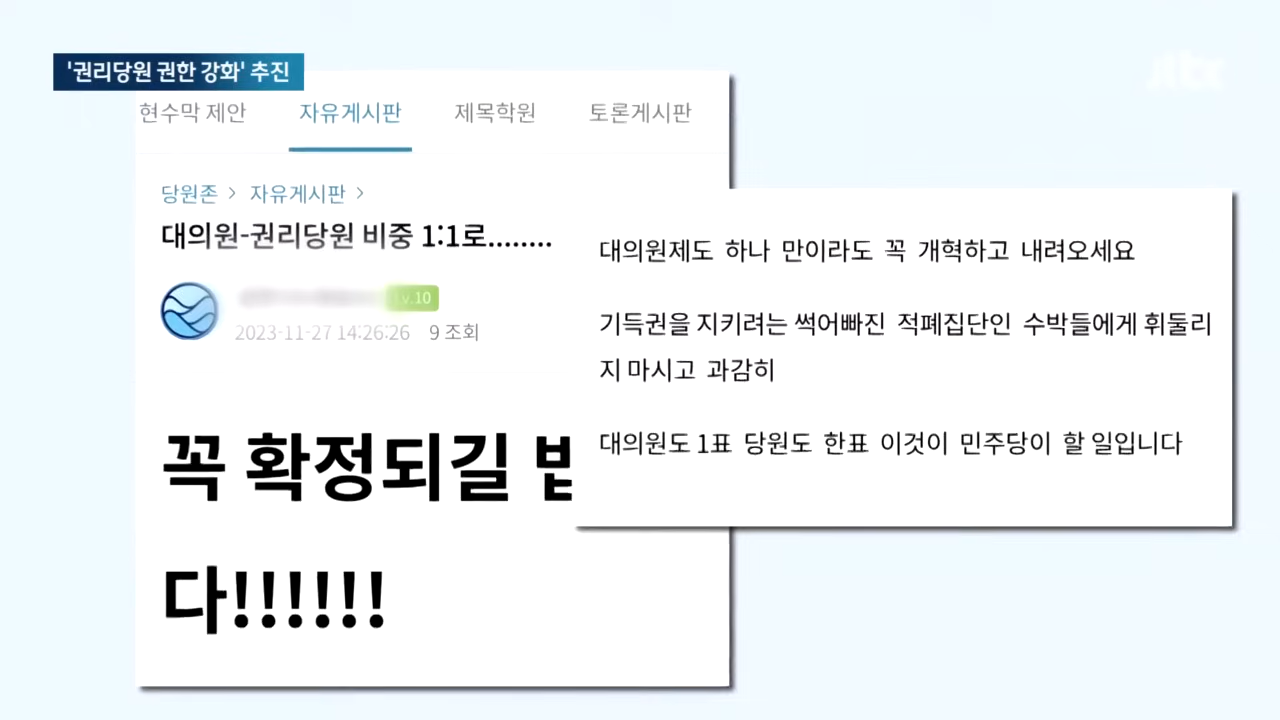 '권리당원 권한 강화' 추진
jtbc
현수막 제안 자유게시판 제목학원 토론게시판
당원존 > 자유게시판 >
대의원-권리당원 비중 1:1로........
Lv.10
2023-11-27 14:26:26 9 조회
꼭 확정되길
다!!!!!!
대의원제도 하나 만이라도 꼭 개혁하고 내려오세요
기득권을 지키려는 썩어빠진 적폐집단인 수박들에게 휘둘리
지 마시고 과감히
대의원도 1표 당원도 한표 이것이 민주당이 할 일입니다